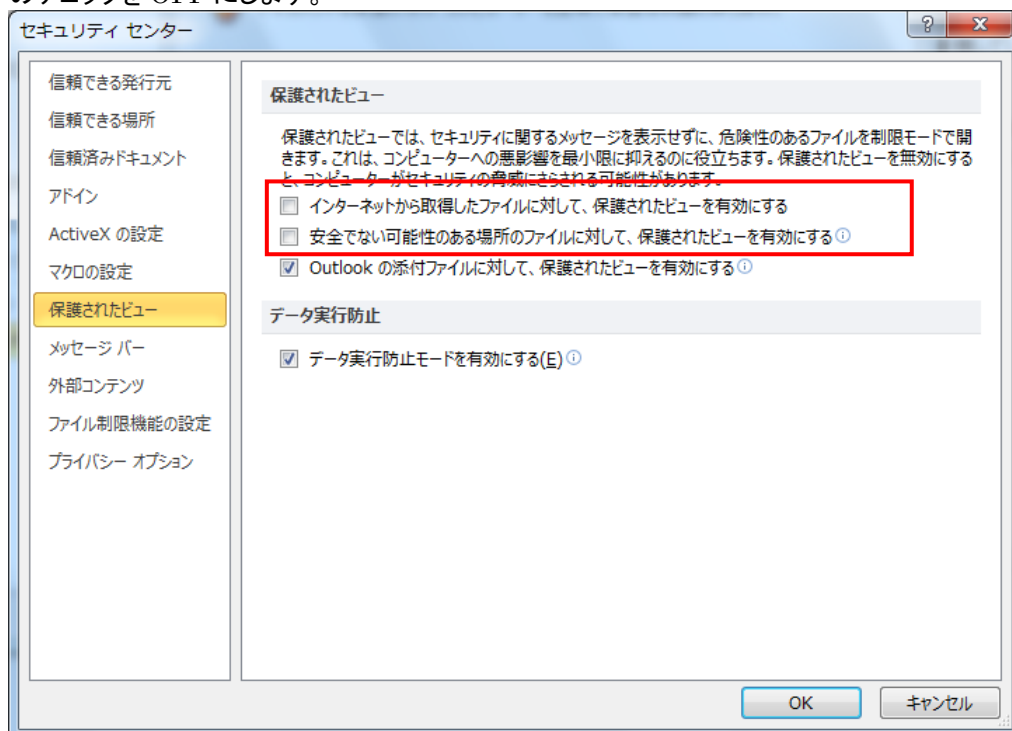 のチェックを OFF にします。
セキュリティ センター
信頼できる発行元
信頼できる場所
信頼済みドキュメント
アドイン
ActiveX の設定
マクロの設定
保護されたビュー
メッセージ バー
外部コンテンツ
ファイル制限機能の設定
プライバシー オプション
保護されたビュー
保護されたビューでは、セキュリティに関するメッセージを表示せずに、危険性のあるファイルを制限モードで開
きます。これは、コンピューターへの悪影響を最小限に抑えるのに役立ちます。保護されたビューを無効にする
と、コンピューターがセキュリティの脅威にさらされる可能性があります。
インターネットから取得したファイルに対して、保護されたビューを有効にする
安全でない可能性のある場所のファイルに対して、保護されたビューを有効にする
Outlook の添付ファイルに対して、保護されたビューを有効にする
データ実行防止
データ実行防止モードを有効にする(E)
OK
キャンセル